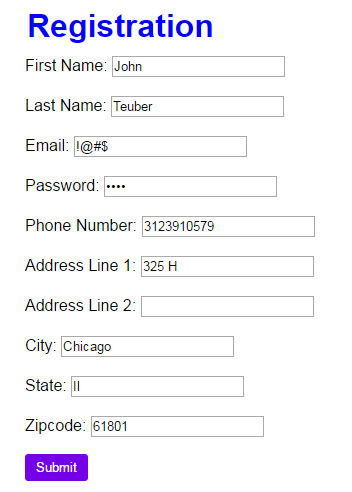 Registration
First Name: John
Last Name: Teuber
Email: !@#$
Password: ••••
Phone Number: 3123910579
Address Line 1: 325 H
Address Line 2:
City: Chicago
State: Il
Zipcode: 61801
Submit